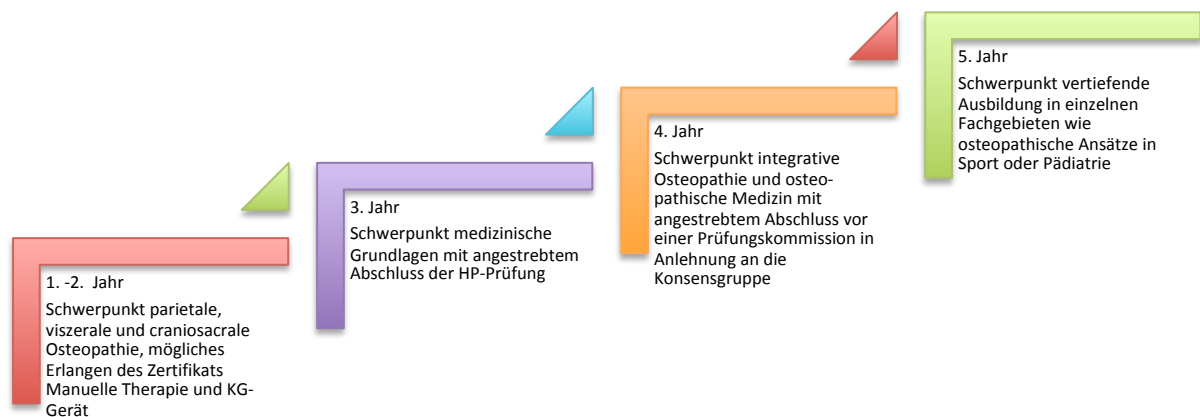 1. -2. Jahr
Schwerpunkt parietale,
viszerale und craniosacrale
Osteopathie, mögliches
Erlangen des Zertifikats
Manuelle Therapie und KG-
Gerät
3. Jahr
Schwerpunkt medizinische
Grundlagen mit angestrebtem
Abschluss der HP-Prüfung
4. Jahr
Schwerpunkt integrative
Osteopathie und osteo-
pathische Medizin mit
angestrebtem Abschluss vor
einer Prüfungskommission in
Anlehnung an die
Konsensgruppe
5. Jahr
Schwerpunkt vertiefende
Ausbildung in einzelnen
Fachgebieten wie
osteopathische Ansätze in
Sport oder Pädiatrie